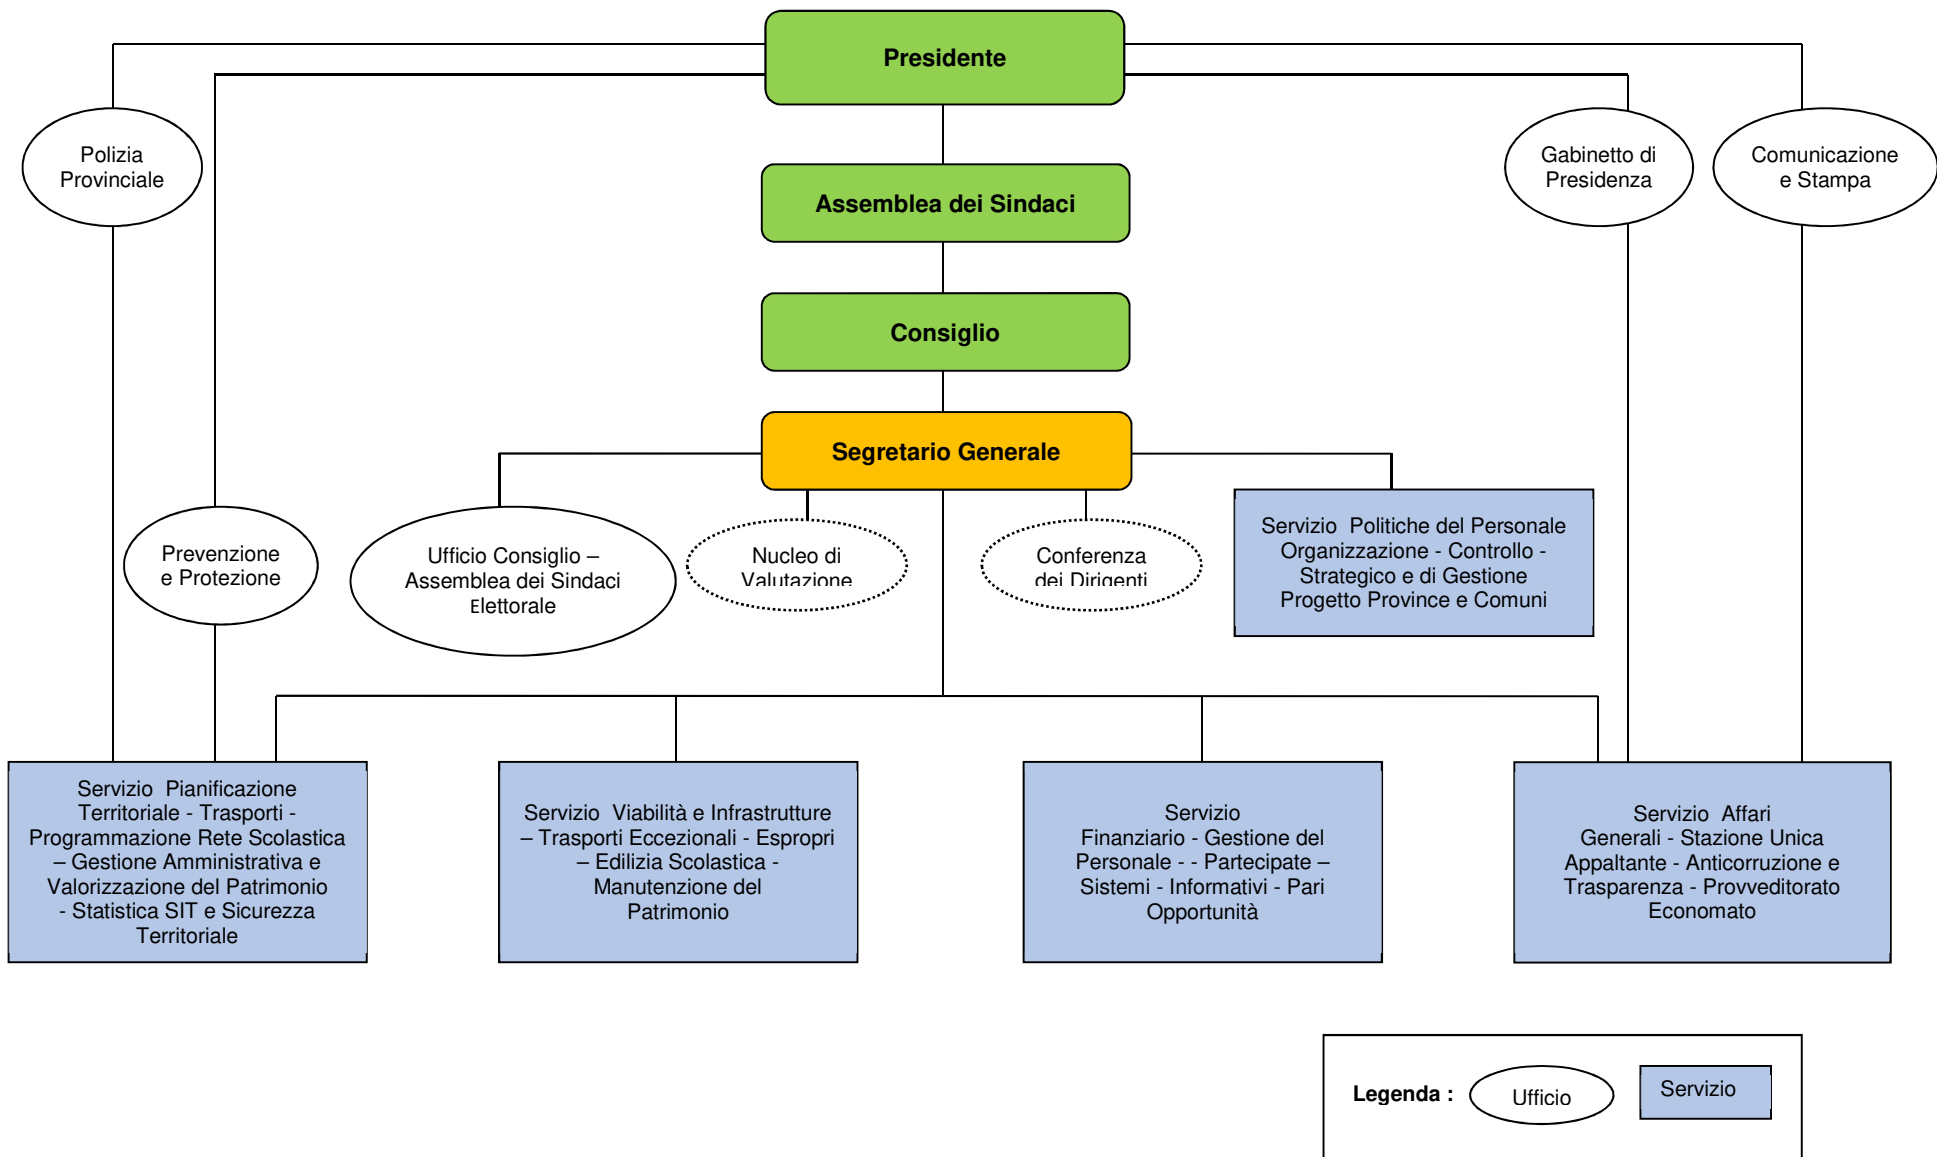 Presidente
Polizia
Provinciale
Gabinetto di
Presidenza
Comunicazione
e Stampa
Assemblea dei Sindaci
Consiglio
Segretario Generale
Prevenzione
e Protezione
Ufficio Consiglio –
Assemblea dei Sindaci
Elettorale
Nucleo di
Valutazione
Conferenza
dei Dirigenti
Servizio Politiche del Personale
Organizzazione - Controllo -
Strategico e di Gestione
Progetto Province e Comuni
Servizio Pianificazione
Territoriale - Trasporti -
Programmazione Rete Scolastica
– Gestione Amministrativa e
Valorizzazione del Patrimonio
- Statistica SIT e Sicurezza
Territoriale
Servizio Viabilità e Infrastrutture
– Trasporti Eccezionali - Espropri
– Edilizia Scolastica -
Manutenzione del
Patrimonio
Servizio
Finanziario - Gestione del
Personale - - Partecipate –
Sistemi - Informativi - Pari
Opportunità
Servizio Affari
Generali - Stazione Unica
Appaltante - Anticorruzione e
Trasparenza - Provveditorato
Economato
Legenda :
Ufficio
Servizio